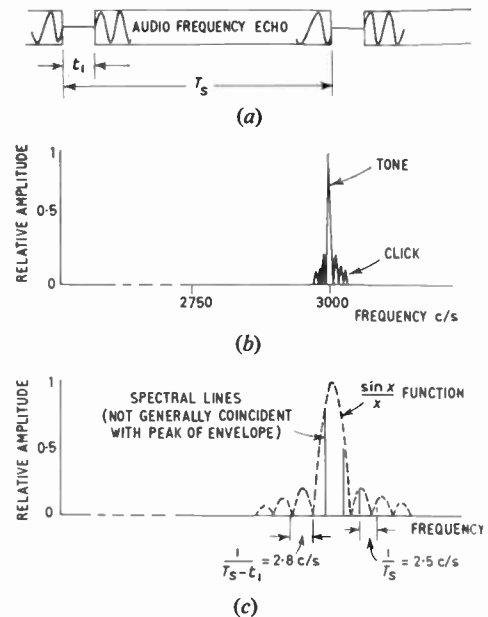 AUDIO FREQUENCY ECHO
t₁
Tₛ
(a)
RELATIVE AMPLITUDE
1
0·5
0
TONE
CLICK
2750
3000
FREQUENCY c/s
(b)
RELATIVE AMPLITUDE
1
0·5
0
SPECTRAL LINES
(NOT GENERALLY COINCIDENT
WITH PEAK OF ENVELOPE)
sin x
x
FUNCTION
FREQUENCY
1
Tₛ-t₁
= 2·8 c/s
1
Tₛ
= 2·5 c/s
(c)